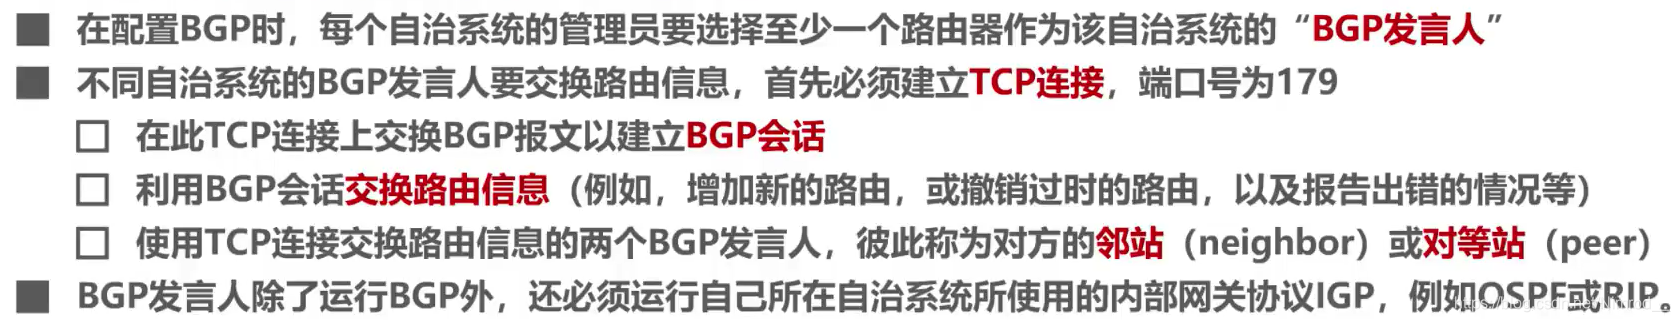 在配置BGP时，每个自治系统的管理员要选择至少一个路由器作为该自治系统的“BGP发言人”
不同自治系统的BGP发言人要交换路由信息，首先必须建立TCP连接，端口号为179
在此TCP连接上交换BGP报文以建立BGP会话
利用BGP会话交换路由信息（例如，增加新的路由，或撤销过时的路由，以及报告出错的情况等）
使用TCP连接交换路由信息的两个BGP发言人，彼此称为对方的邻站（neighbor）或对等站（peer）
BGP发言人除了运行BGP外，还必须运行自己所在自治系统所使用的内部网关协议IGP，例如OSPF或RIP。